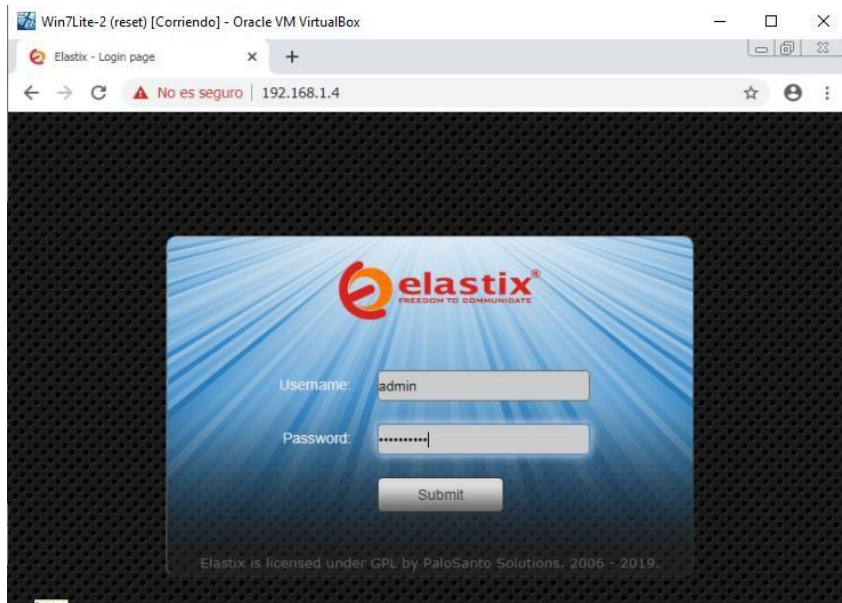 Win7Lite-2 (reset) [Corriendo] - Oracle VM VirtualBox
Elastix - Login page
No es seguro | 192.168.1.4
elastix®
FREEDOM TO COMMUNICATE
Username: admin
Password: ••••••••••
Submit
Elastix is licensed under GPL by PaloSanto Solutions. 2006 - 2019.